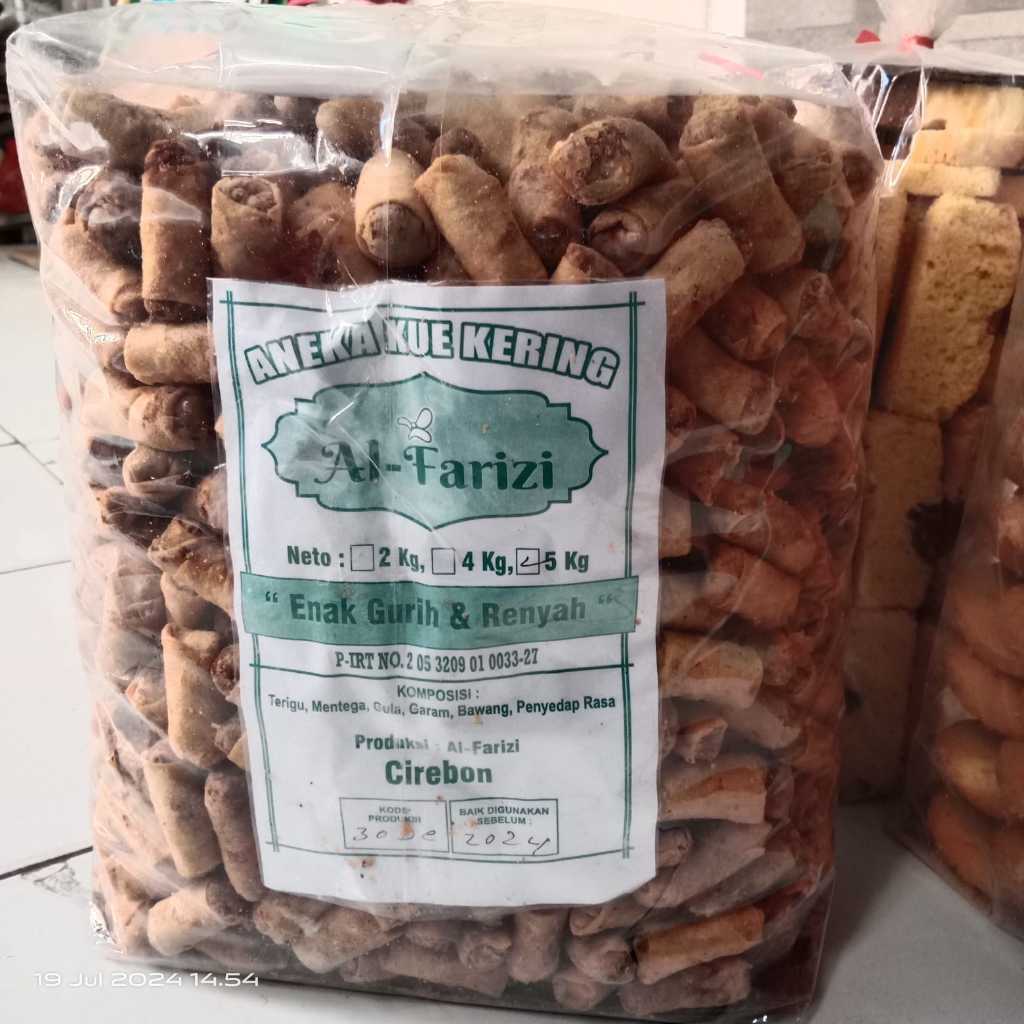 ANEKA KUE KERING
Al-Farizi
Neto : 2 Kg, 4 Kg, 5 Kg
“ Enak Gurih & Renyah “
P-IRT NO. 2 05 3209 01 0033-27
KOMPOSISI :
Terigu, Mentega, Gula, Garam, Bawang, Penyedap Rasa
Produksi : Al-Farizi
Cirebon
KODE PRODUKSI
30 De
BAIK DIGUNAKAN SEBELUM :
2024
19 Jul 2024 14.54